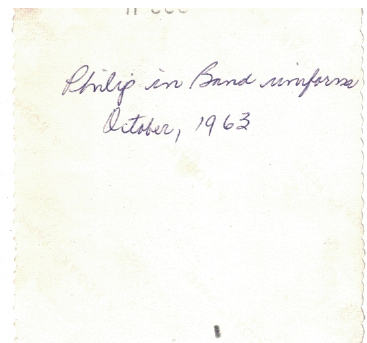 Philip in Band uniform
October, 1963